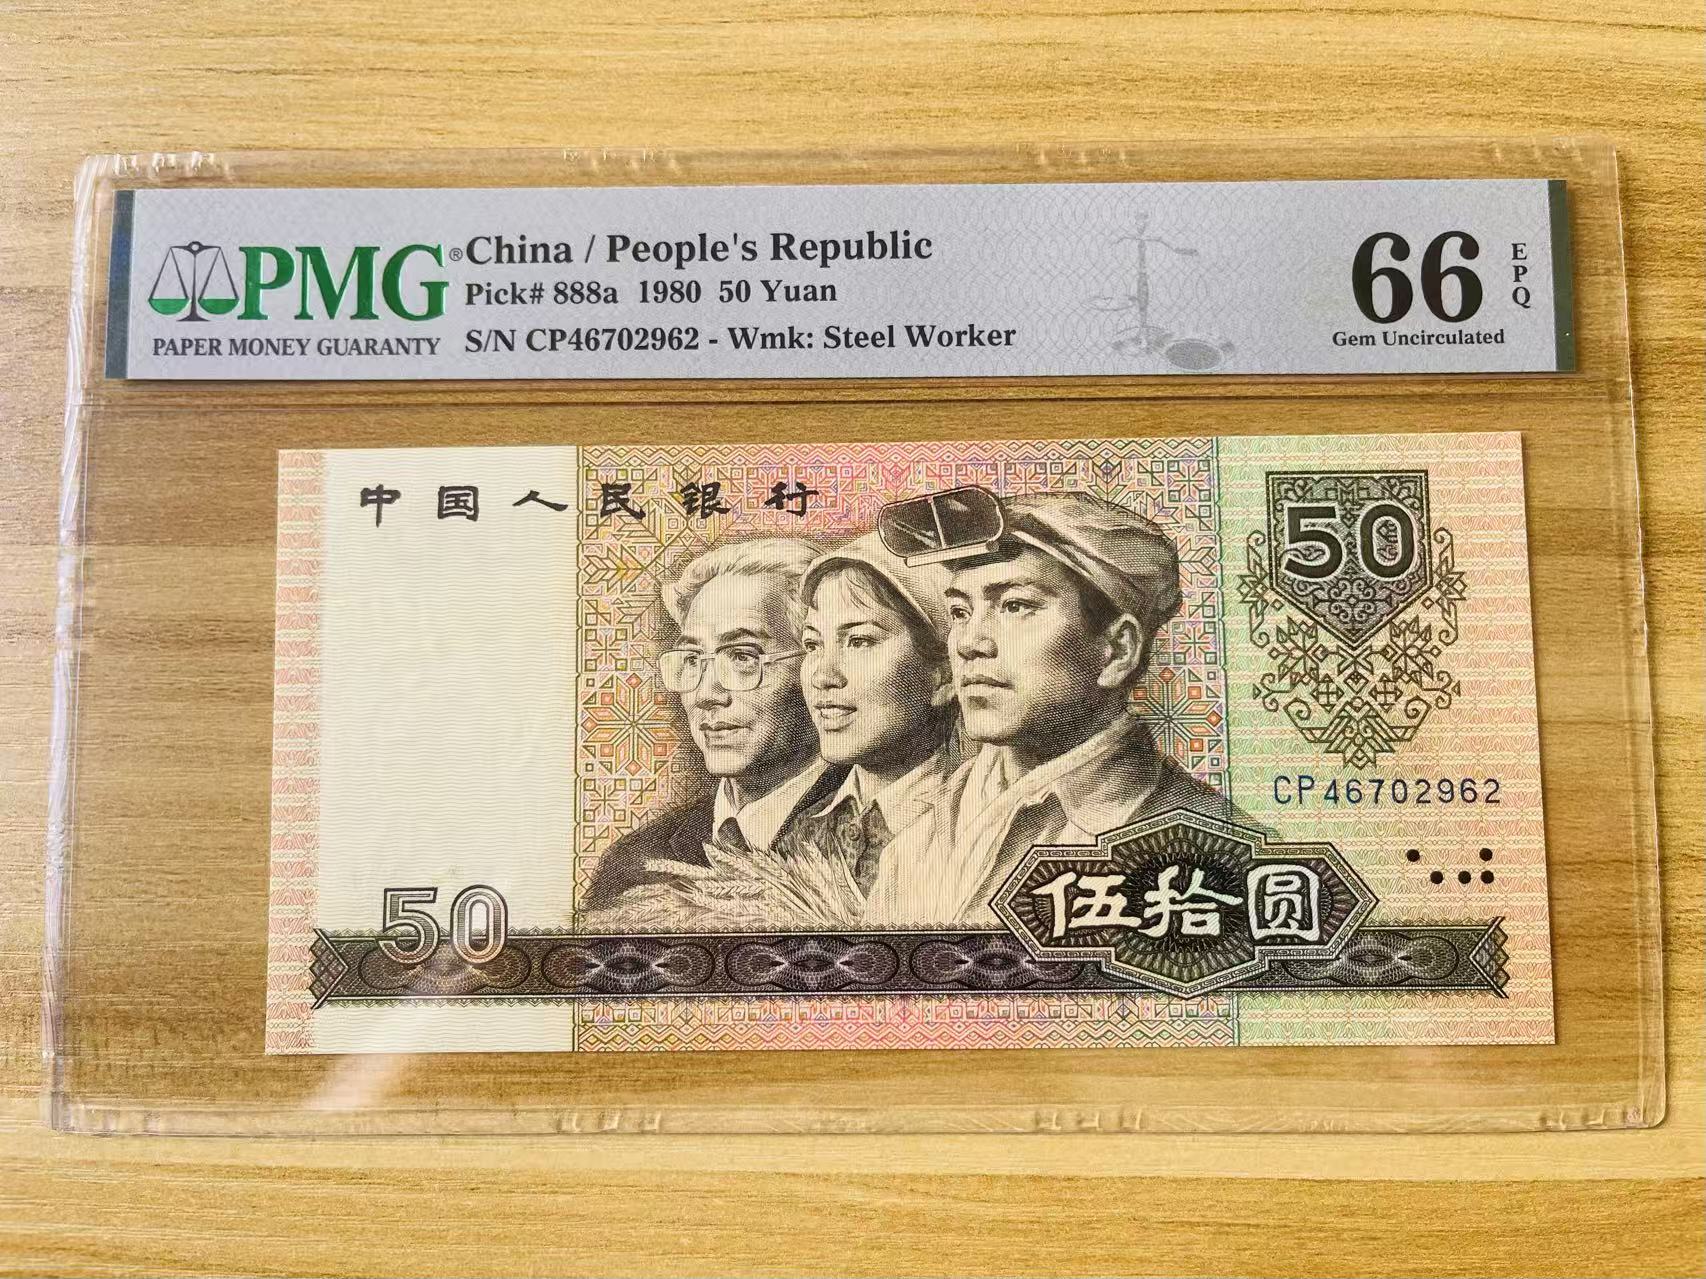 PMG®
PAPER MONEY GUARANTY
China / People's Republic
Pick# 888a 1980 50 Yuan
S/N CP46702962 - Wmk: Steel Worker
66 EPQ
Gem Uncirculated
中国人民银行
50
CP46702962
50
伍拾圆